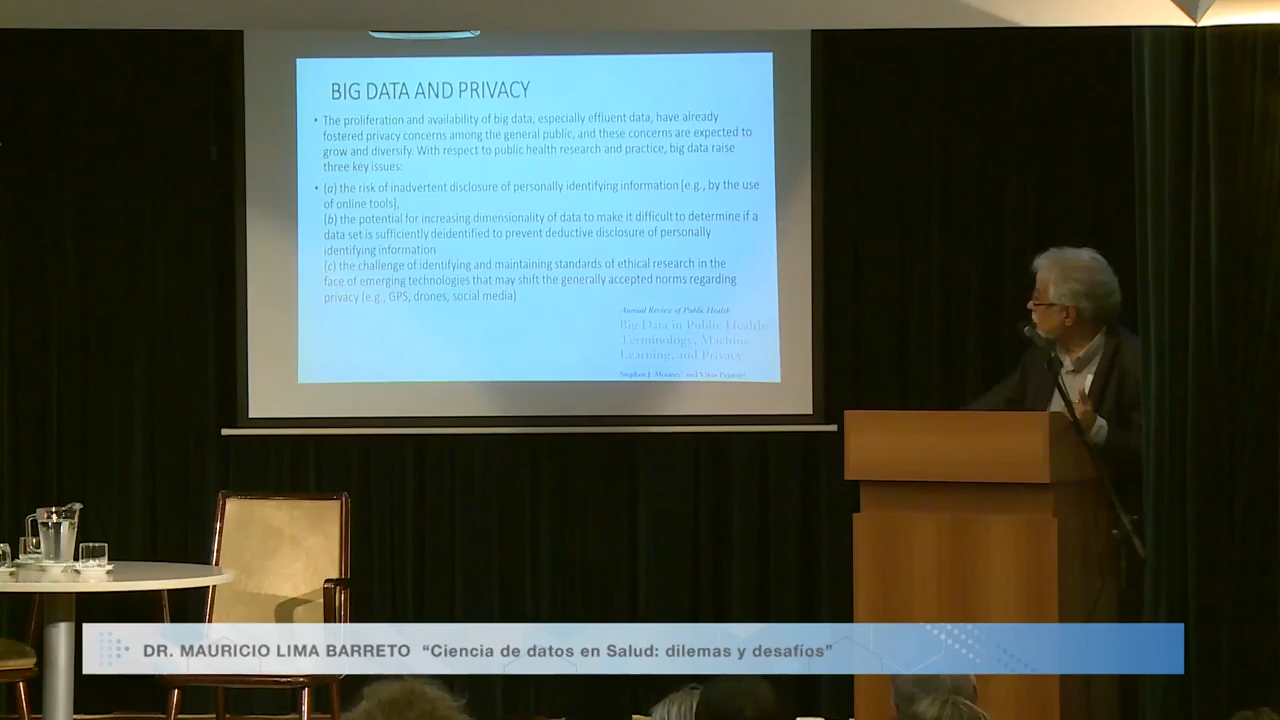 BIG DATA AND PRIVACY
• The proliferation and availability of big data, especially effluent data, have already
fostered privacy concerns among the general public, and these concerns are expected to
grow and diversify. With respect to public health research and practice, big data raise
three key issues:
• (a) the risk of inadvertent disclosure of personally identifying information [e.g., by the use
of online tools],
(b) the potential for increasing dimensionality of data to make it difficult to determine if a
data set is sufficiently deidentified to prevent deductive disclosure of personally
identifying information
(c) the challenge of identifying and maintaining standards of ethical research in the
face of emerging technologies that may shift the generally accepted norms regarding
privacy (e.g., GPS, drones, social media)
Annual Review of Public Health
Big Data in Public Health:
Terminology, Machine
Learning, and Privacy
Stephen J. Mooney and Vikas
DR. MAURICIO LIMA BARRETO “Ciencia de datos en Salud: dilemas y desafíos”